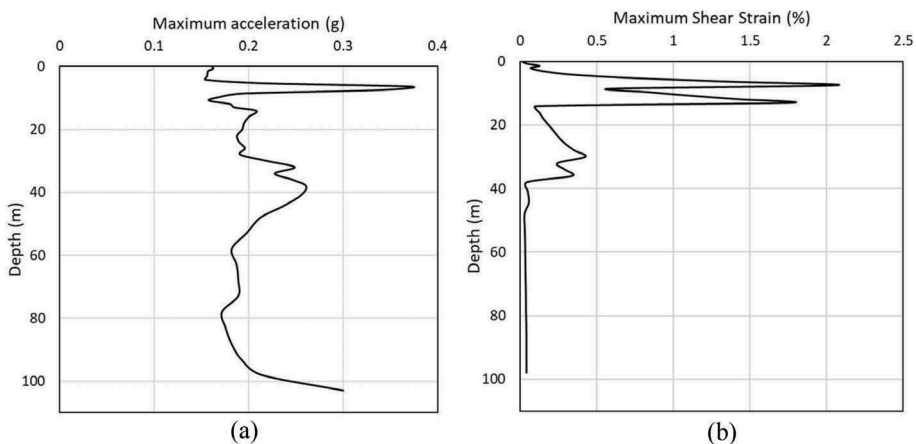 Maximum acceleration (g)
0 0.1 0.2 0.3 0.4
0
20
40
60
80
100
Depth (m)
(a)
Maximum Shear Strain (%)
0 0.5 1 1.5 2 2.5
0
20
40
60
80
100
Depth (m)
(b)